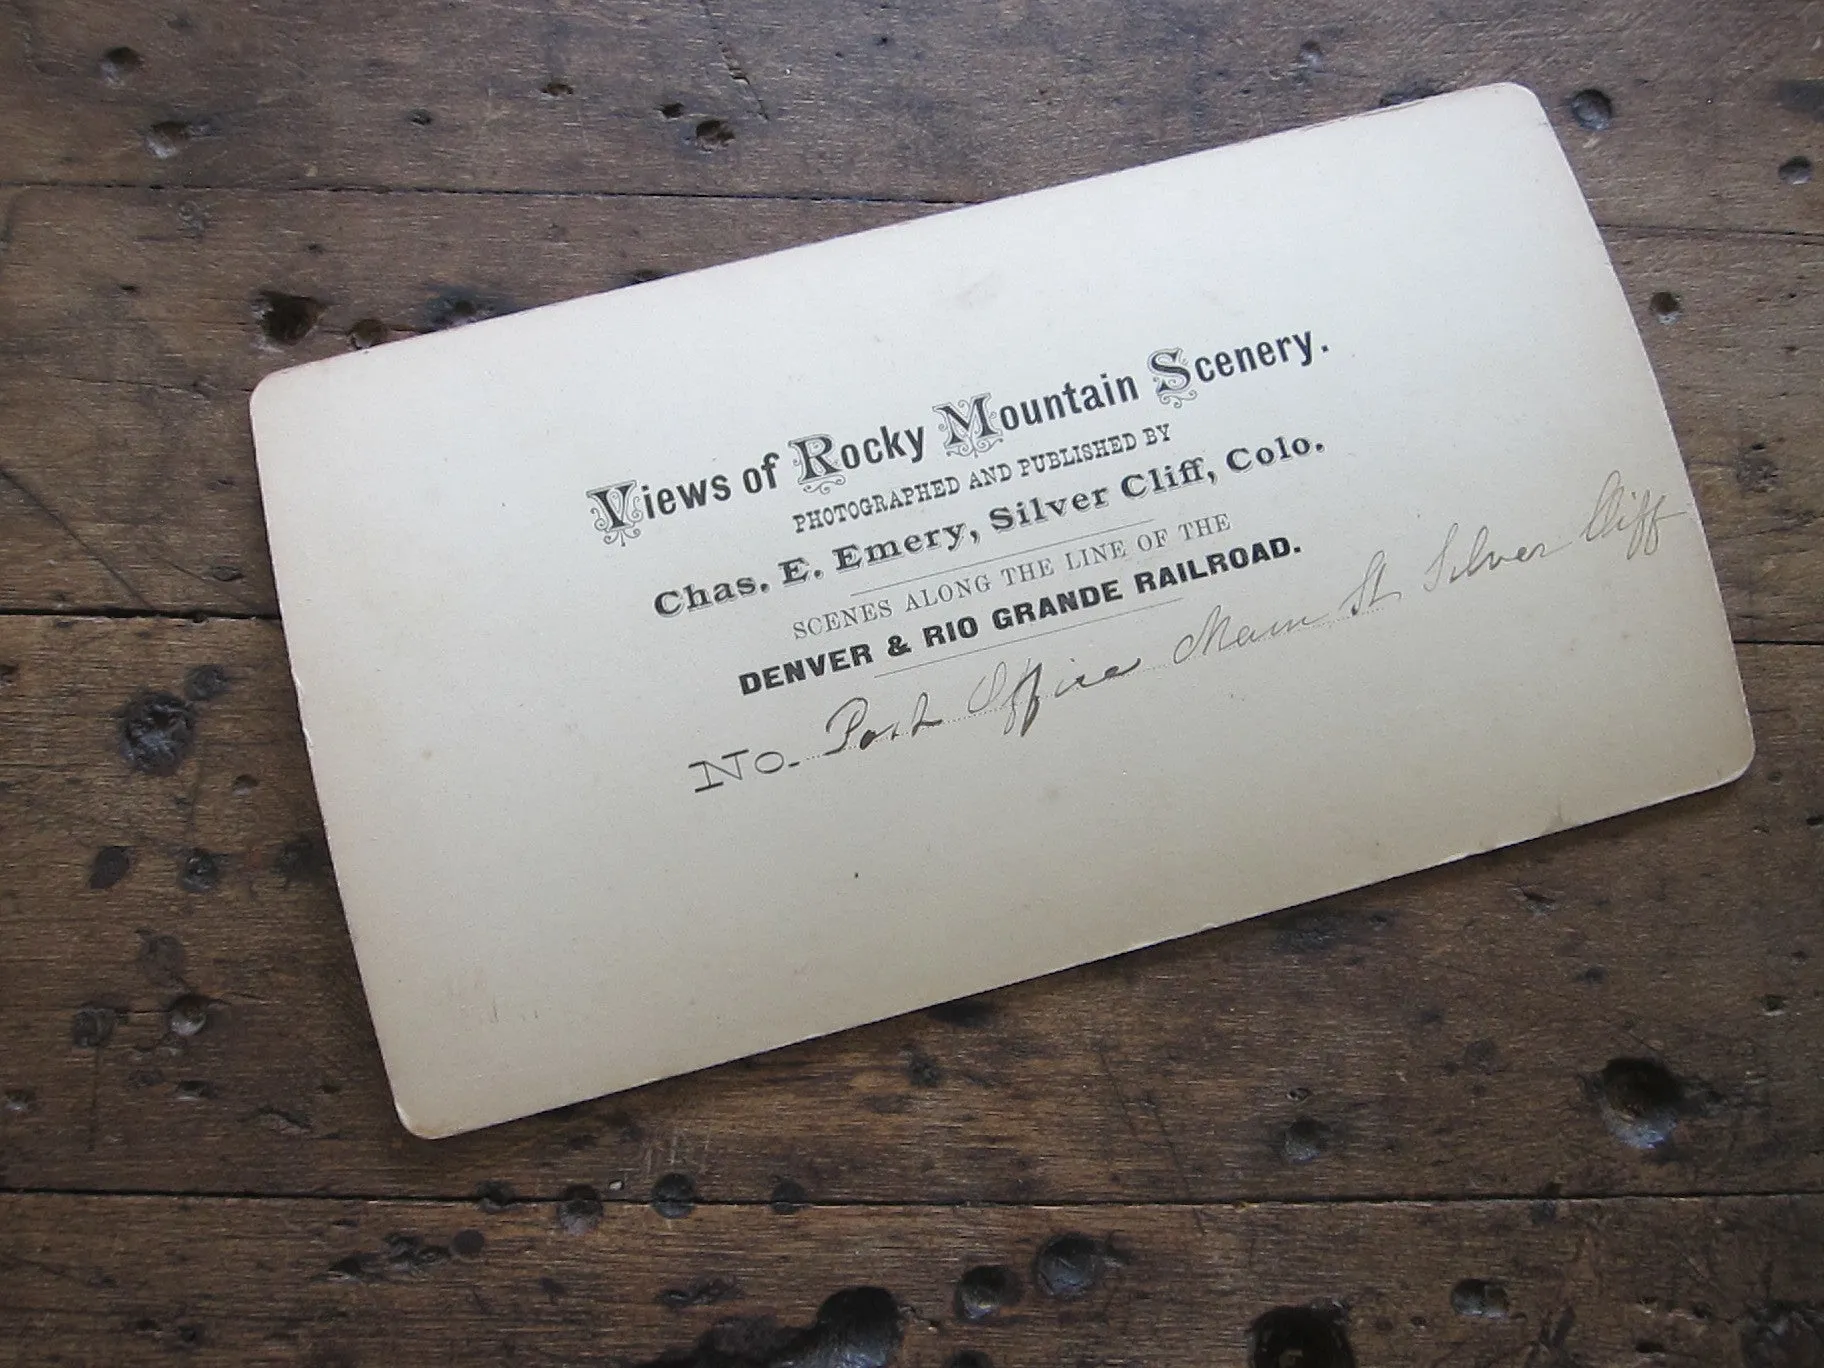 Views of Rocky Mountain Scenery.
PHOTOGRAPHED AND PUBLISHED BY
Chas. E. Emery, Silver Cliff, Colo.
SCENES ALONG THE LINE OF THE
DENVER & RIO GRANDE RAILROAD.
No. Post Office Main St Silver Cliff